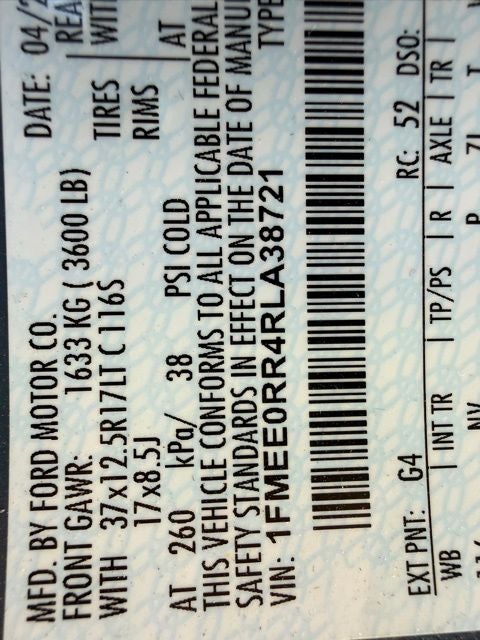 MFD. BY FORD MOTOR CO.
DATE: 04/2
FRONT GAWR: 1633 KG ( 3600 LB)
REA
WITH 37x12.5R17LT C 116S
TIRES
WIT
17x8.5J
RIMS
AT 260 kPa/ 38 PSI COLD
AT
THIS VEHICLE CONFORMS TO ALL APPLICABLE FEDERAL
SAFETY STANDARDS IN EFFECT ON THE DATE OF MANU
VIN: 1FMEE0RR4RLA38721
TYPE
EXT PNT: G4
RC: 52 DSO:
WB | INT TR | TP/PS | R | AXLE | TR |